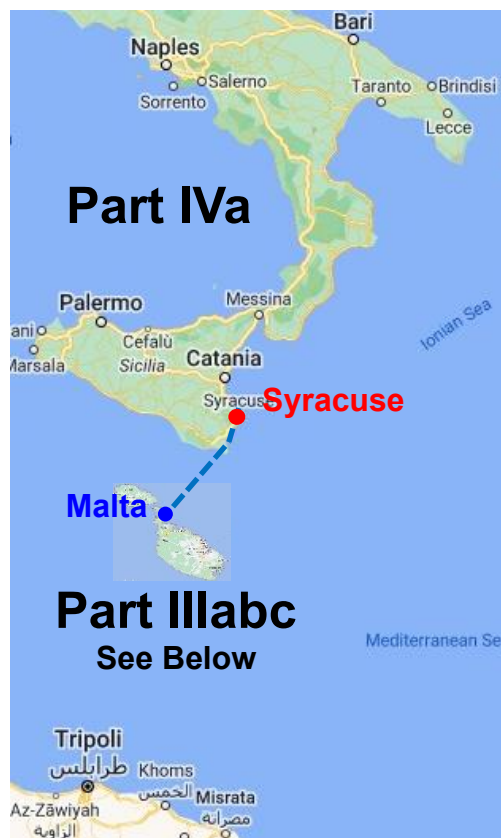 Bari
Naples
Salerno
Sorrento
Taranto
Brindisi
Lecce
Part IVa
Ionian Sea
Messina
Palermo
ani
Cefalù
Marsala
Sicilia
Catania
Syracuse
Syracuse
Malta
Part IIIabc
See Below
Mediterranean Se
Tripoli
طرابلس
Khoms
الخمس
Misrata
مصراتة
Az-Zāwiyah
الزاوية